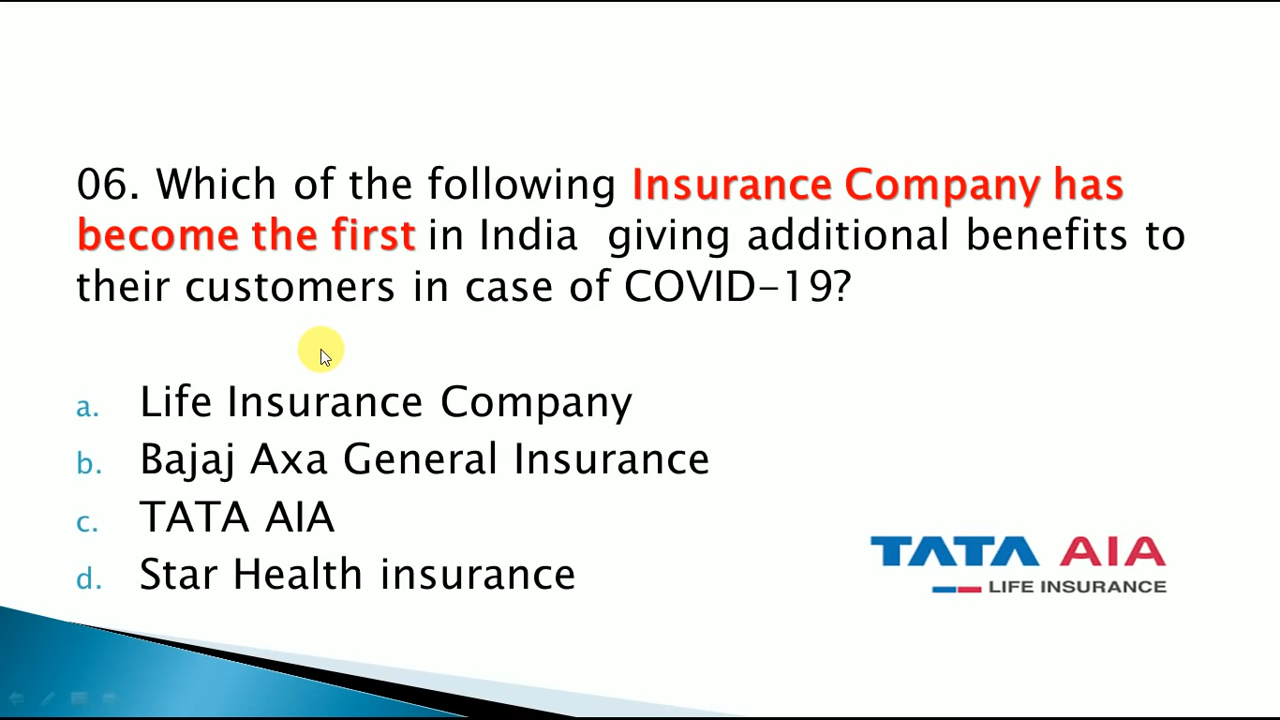 06. Which of the following Insurance Company has
become the first in India giving additional benefits to
their customers in case of COVID-19?
a. Life Insurance Company
b. Bajaj Axa General Insurance
c. TATA AIA
d. Star Health insurance
TATA AIA
LIFE INSURANCE